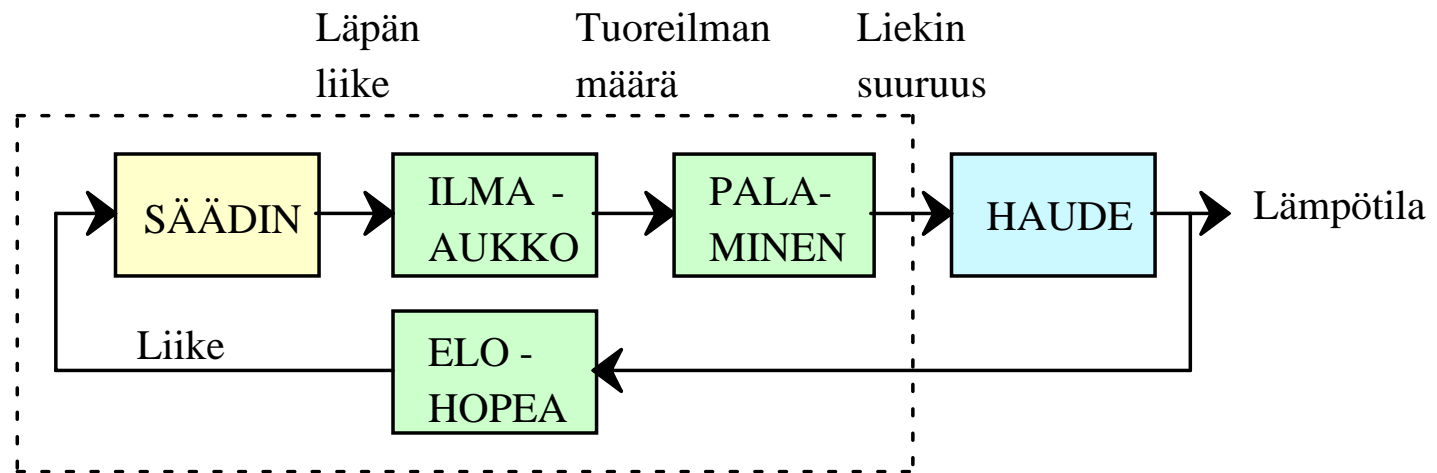 Läpän
liike
Tuoreilman
määrä
Liekin
suuruus
SÄÄDIN
ILMA -
AUKKO
PALA-
MINEN
HAUDE
Lämpötila
Liike
ELO -
HOPEA